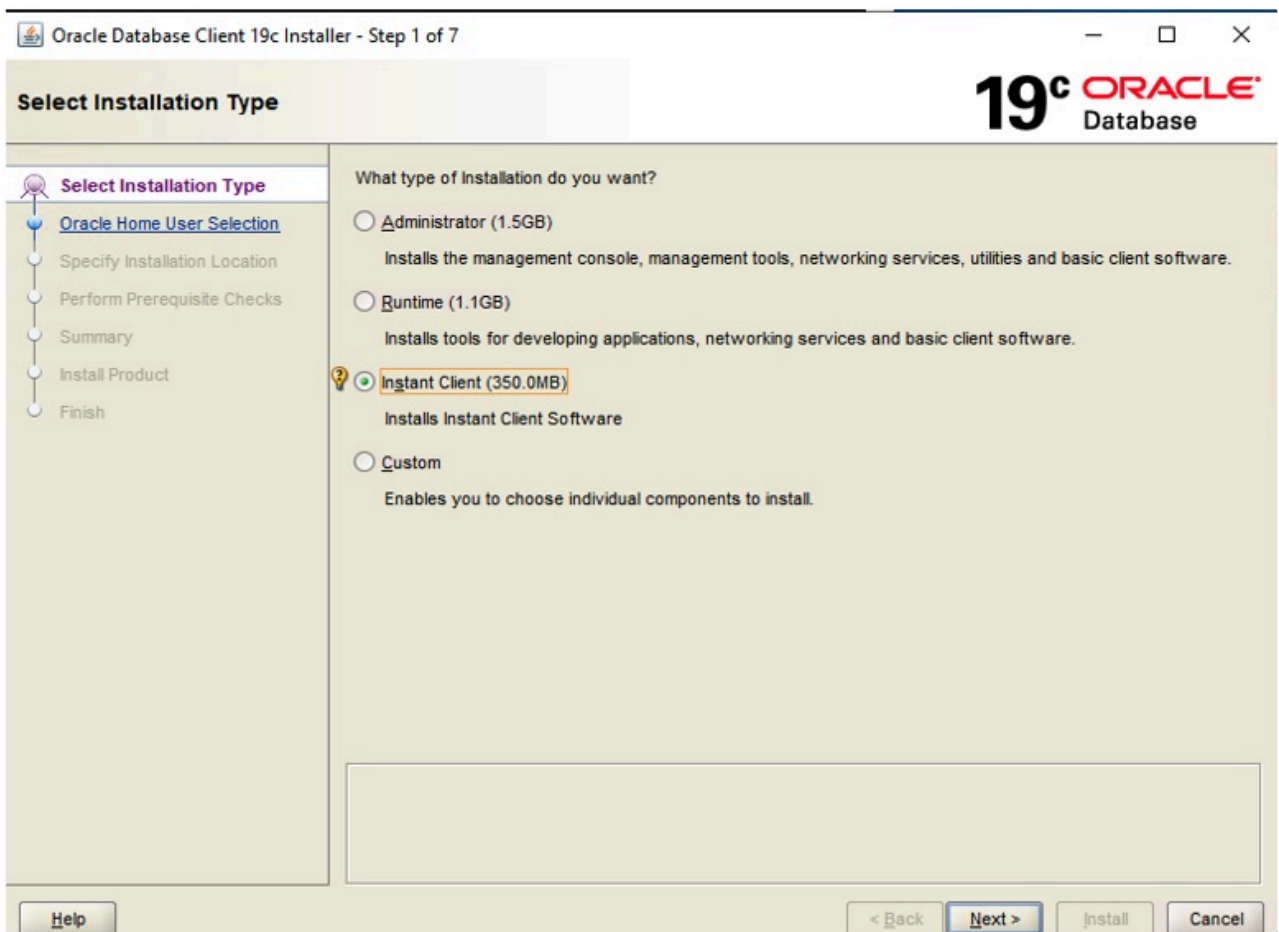 Oracle Database Client 19c Installer - Step 1 of 7
Select Installation Type
19c ORACLE
Database
Select Installation Type
Oracle Home User Selection
Specify Installation Location
Perform Prerequisite Checks
Summary
Install Product
Finish
What type of Installation do you want?
Administrator (1.5GB)
Installs the management console, management tools, networking services, utilities and basic client software.
Runtime (1.1GB)
Installs tools for developing applications, networking services and basic client software.
Instant Client (350.0MB)
Installs Instant Client Software
Custom
Enables you to choose individual components to install.
Help
< Back
Next >
Install
Cancel